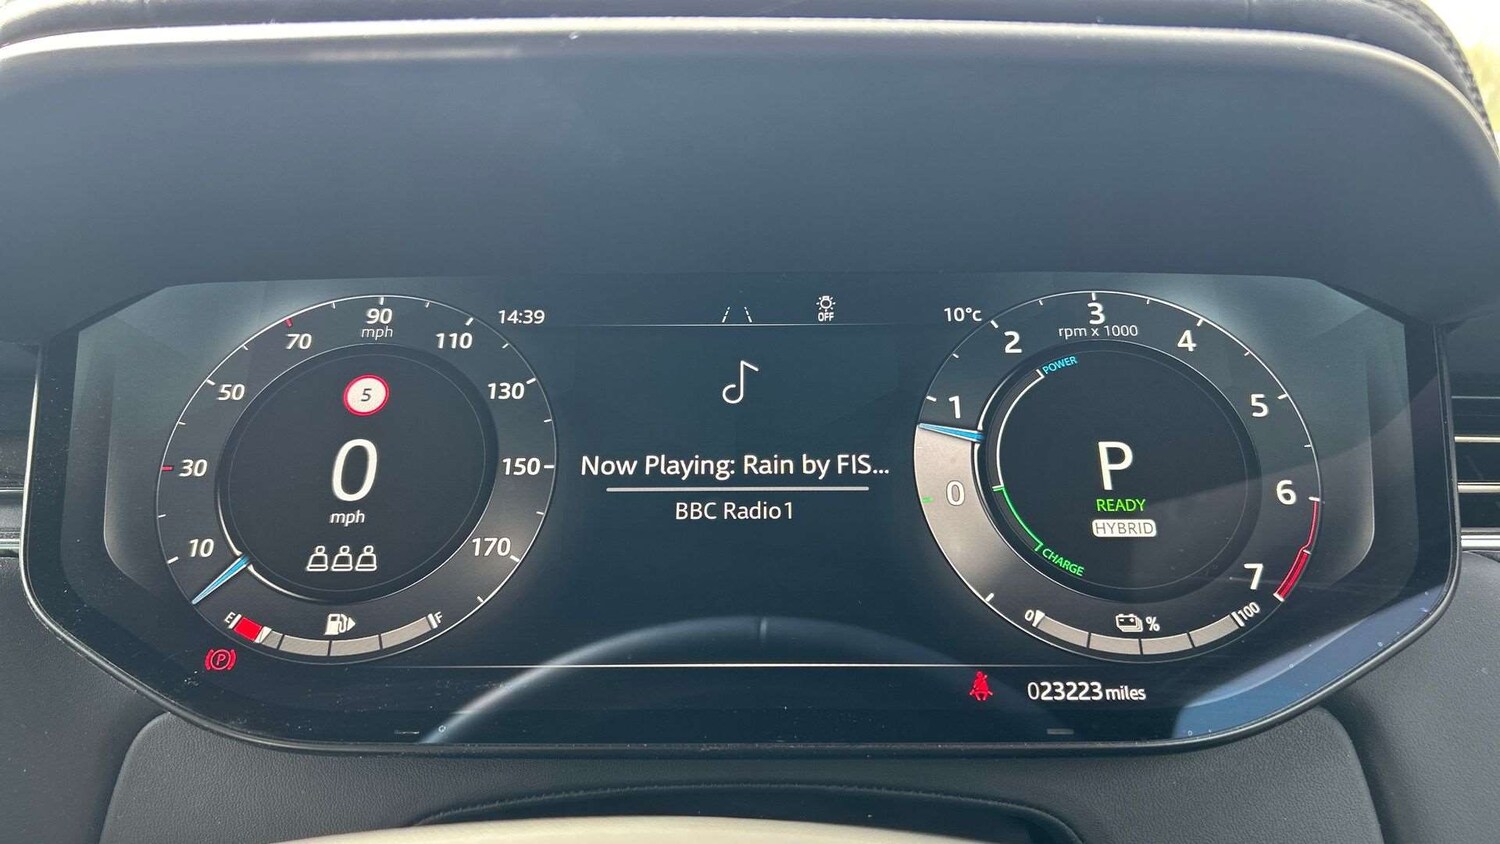 14:39
OFF
10°c
90
mph
70
110
50
130
30
150
10
170
5
0
mph
E
F
P
Now Playing: Rain by FIS...
BBC Radio 1
3
rpm x 1000
2
4
1
5
0
6
7
POWER
P
READY
HYBRID
CHARGE
0
%
100
023223 miles